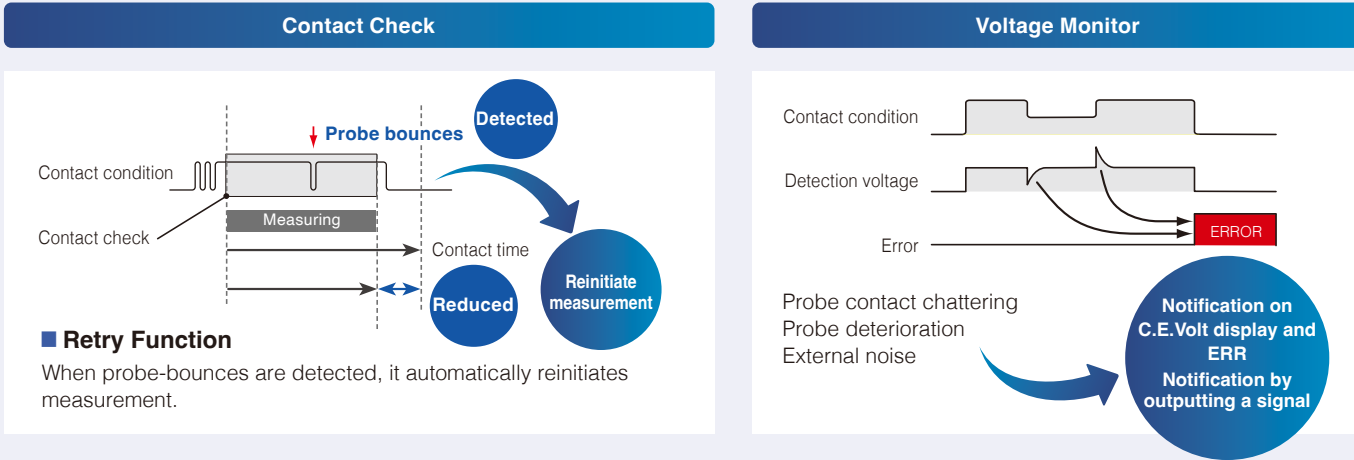 Contact Check
Detected
Probe bounces
Contact condition
Measuring
Contact check
Contact time
Reduced
Reinitiate
measurement
■ Retry Function
When probe-bounces are detected, it automatically reinitiates
measurement.
Voltage Monitor
Contact condition
Detection voltage
ERROR
Error
Probe contact chattering
Probe deterioration
External noise
Notification on
C.E.Volt display and
ERR
Notification by
outputting a signal